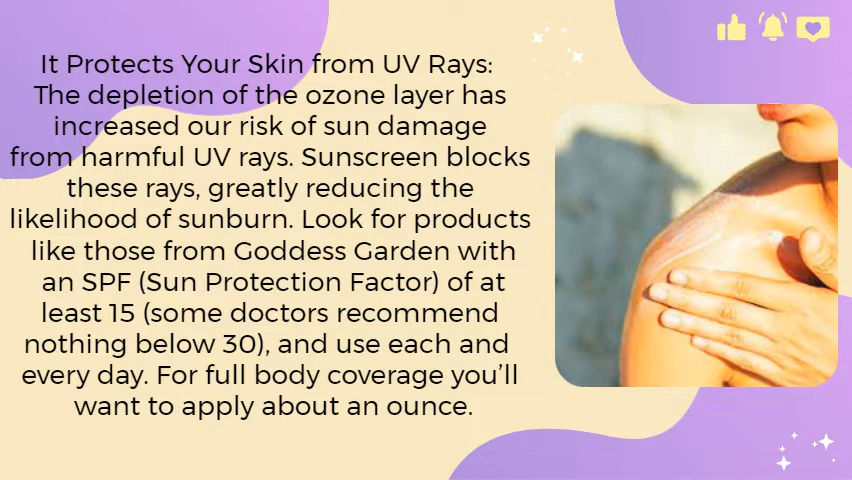 It Protects Your Skin from UV Rays:
The depletion of the ozone layer has
increased our risk of sun damage
from harmful UV rays. Sunscreen blocks
these rays, greatly reducing the
likelihood of sunburn. Look for products
like those from Goddess Garden with
an SPF (Sun Protection Factor) of at
least 15 (some doctors recommend
nothing below 30), and use each and
every day. For full body coverage you’ll
want to apply about an ounce.